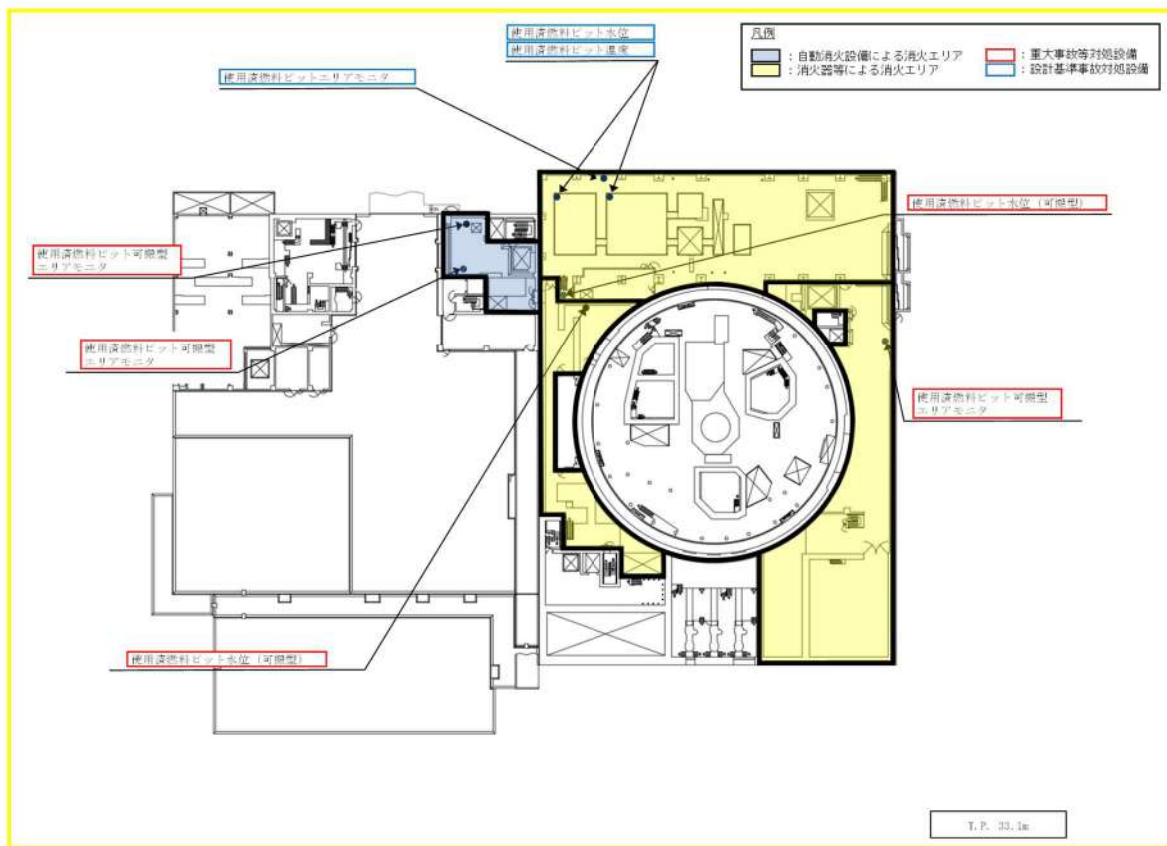 使用済燃料ピット水位
使用済燃料ピット温度
使用済燃料ピットエリアモニタ
凡例
：自動消火設備による消火エリア
：消火器等による消火エリア
：重大事故等対処設備
：設計基準事故対処設備
使用済燃料ピット水位（可搬型）
使用済燃料ピット可搬型
エリアモニタ
使用済燃料ピット可搬型
エリアモニタ
使用済燃料ピット可搬型
エリアモニタ
使用済燃料ピット水位（可搬型）
T.P. 33.1m